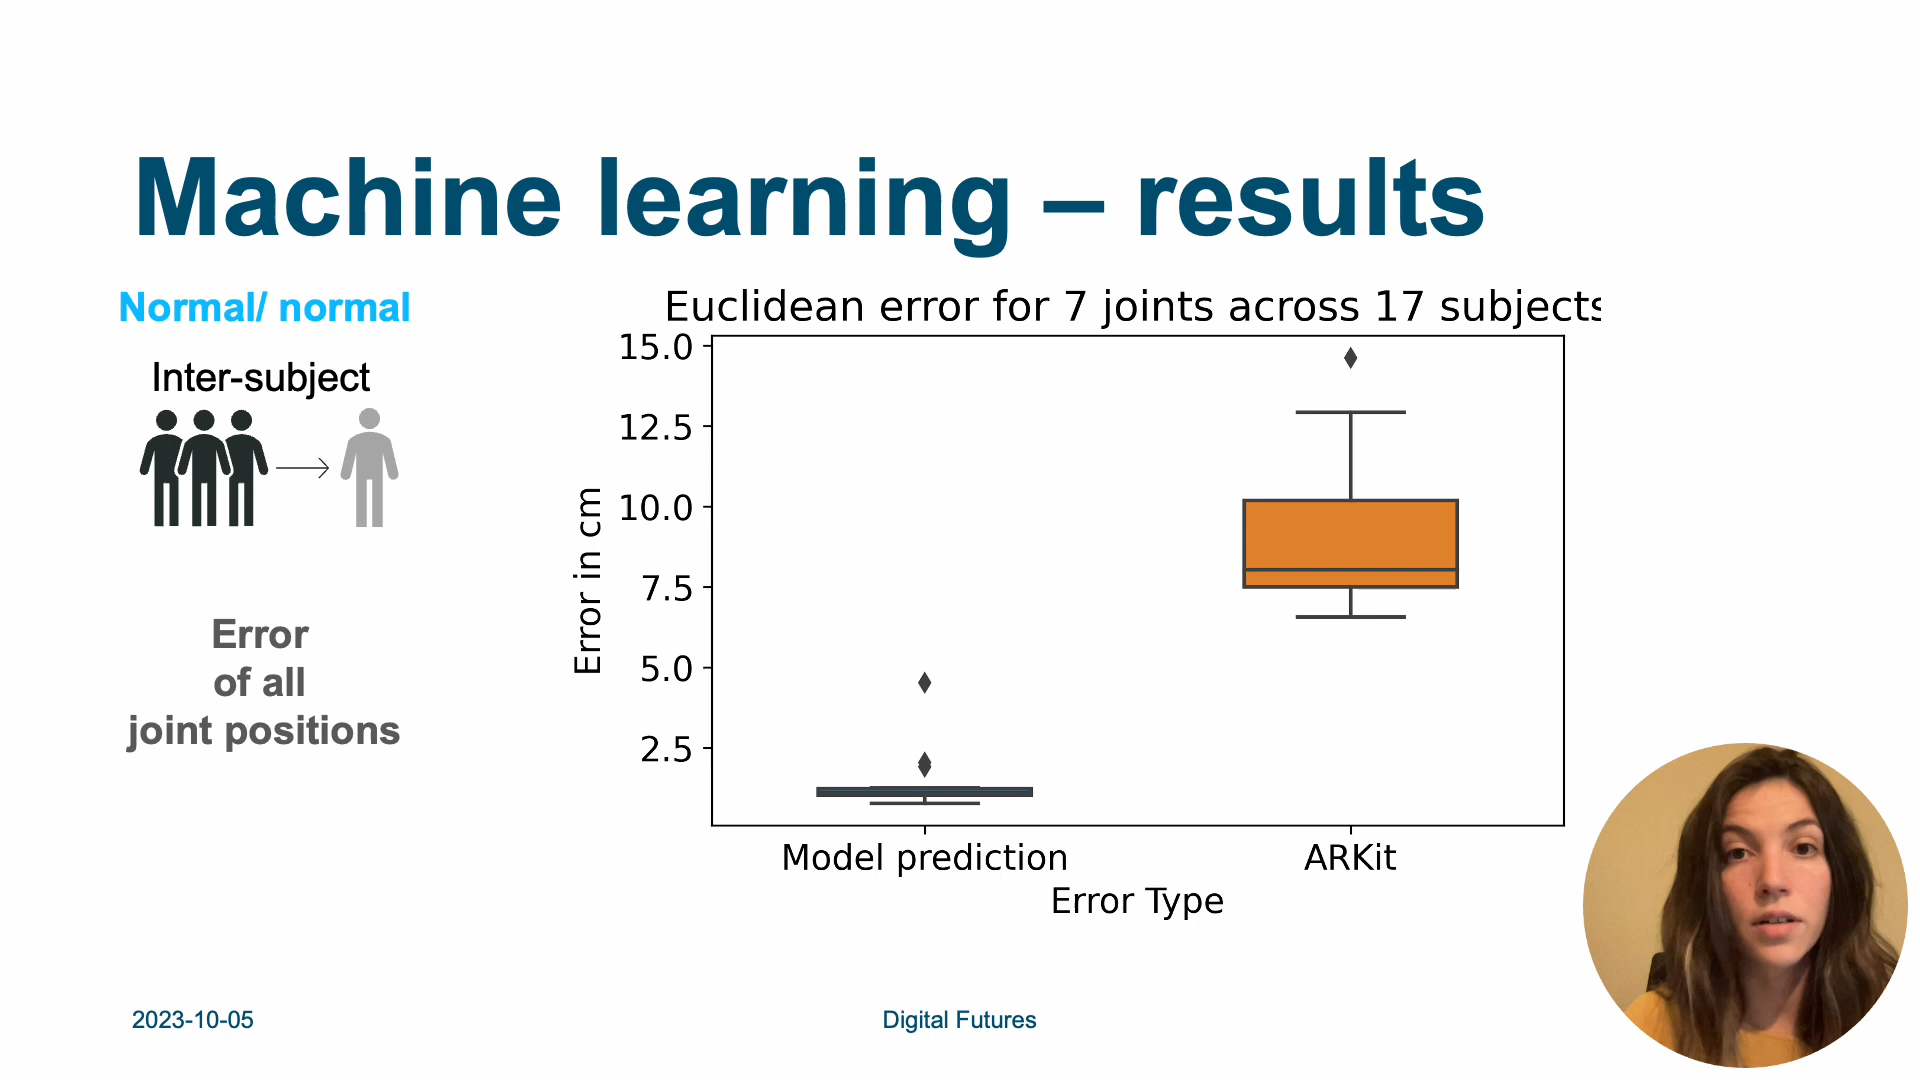 Machine learning – results
Normal/ normal
Inter-subject
Error
of all
joint positions
Euclidean error for 7 joints across 17 subjects
15.0
12.5
10.0
7.5
5.0
2.5
Error in cm
Model prediction
ARKit
Error Type
2023-10-05
Digital Futures